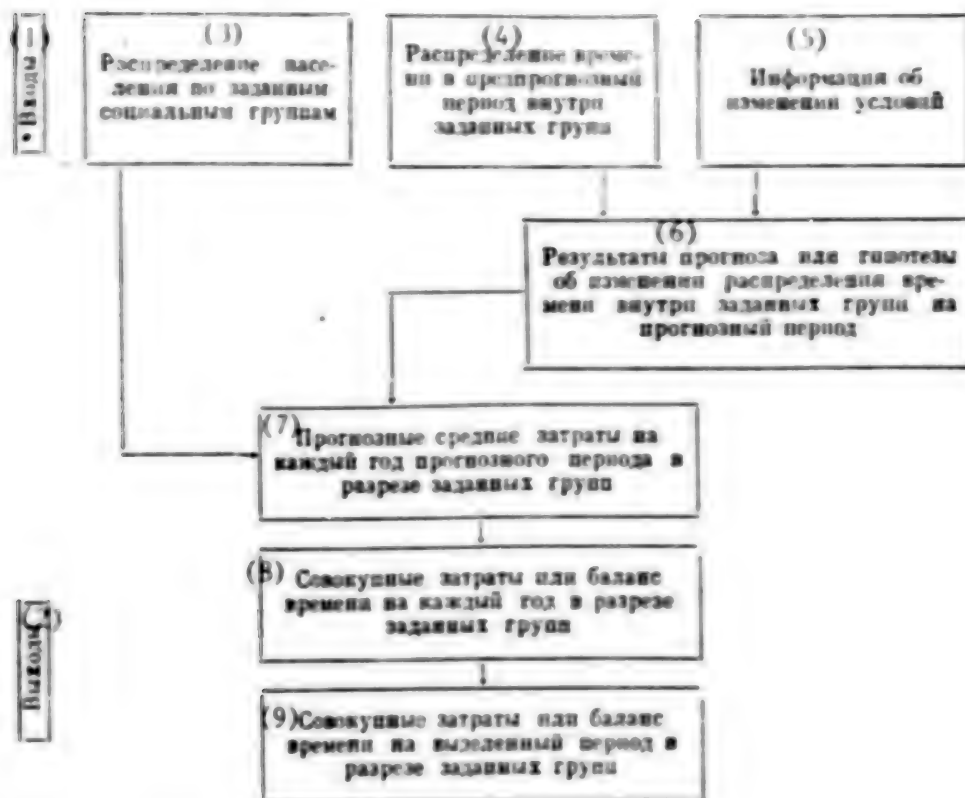 (1)
• Входы
(3)
Распределение насе-
ления по заданным
социальным группам
(4)
Распределение време-
ни в предпрогнозный
период внутри
заданных групп
(5)
Информация об
изменении условий
(6)
Результаты прогноза или гипотезы
об изменении распределения вре-
мени внутри заданных групп на
прогнозный период
(7)
Прогнозные средние затраты на
каждый год прогнозного периода в
разрезе заданных групп
(8) Совокупные затраты или баланс
времени на каждый год в разрезе
заданных групп
Выходы
(9) Совокупные затраты или баланс
времени на выделенный период в
разрезе заданных групп